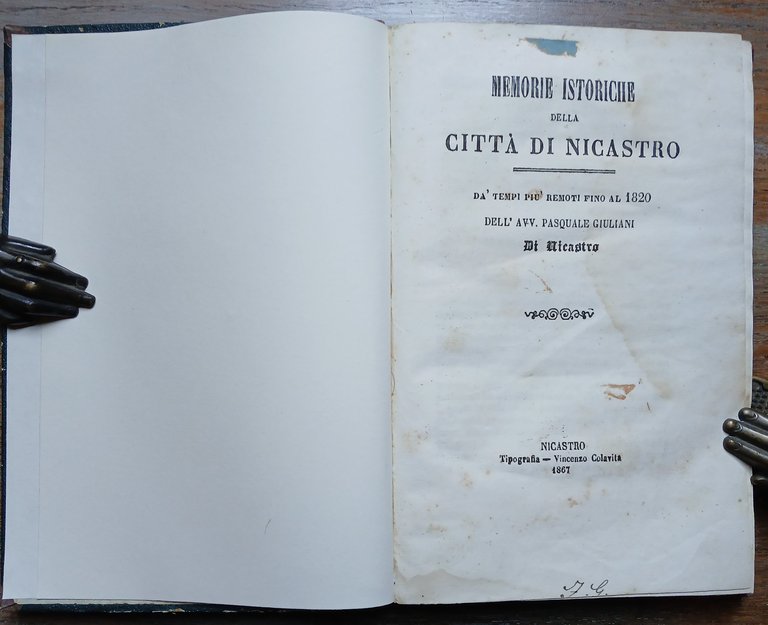 MEMORIE ISTORICHE
DELLA
CITTÀ DI NICASTRO
DA' TEMPI PIU' REMOTI FINO AL 1820
DELL' AVV. PASQUALE GIULIANI
Di Nicastro
NICASTRO
Tipografia — Vincenzo Colavita
1867